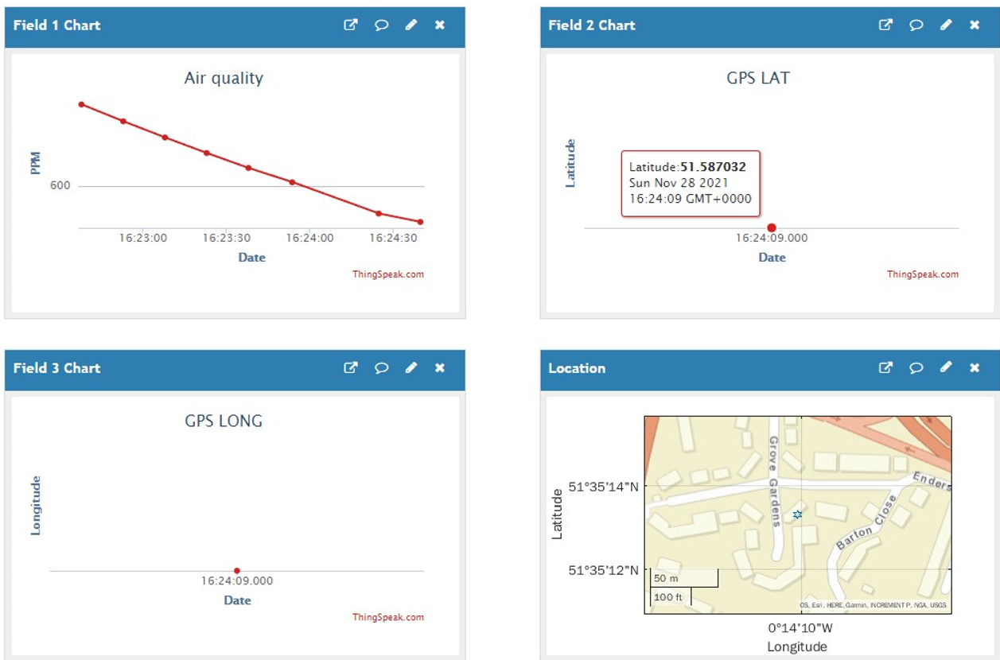 Field 1 Chart
Air quality
PPM
600
16:23:00 16:23:30 16:24:00 16:24:30
Date
ThingSpeak.com
Field 2 Chart
GPS LAT
Latitude
Latitude:51.587032
Sun Nov 28 2021
16:24:09 GMT+0000
16:24:09.000
Date
ThingSpeak.com
Field 3 Chart
GPS LONG
Longitude
16:24:09.000
Date
ThingSpeak.com
Location
Latitude
51°35'14"N
51°35'12"N
Grove Gardens
Enders
Barton Close
50 m
100 ft
OS, Esri, HERE, Garmin, INCREMENT P, NGA, USGS
0°14'10"W
Longitude